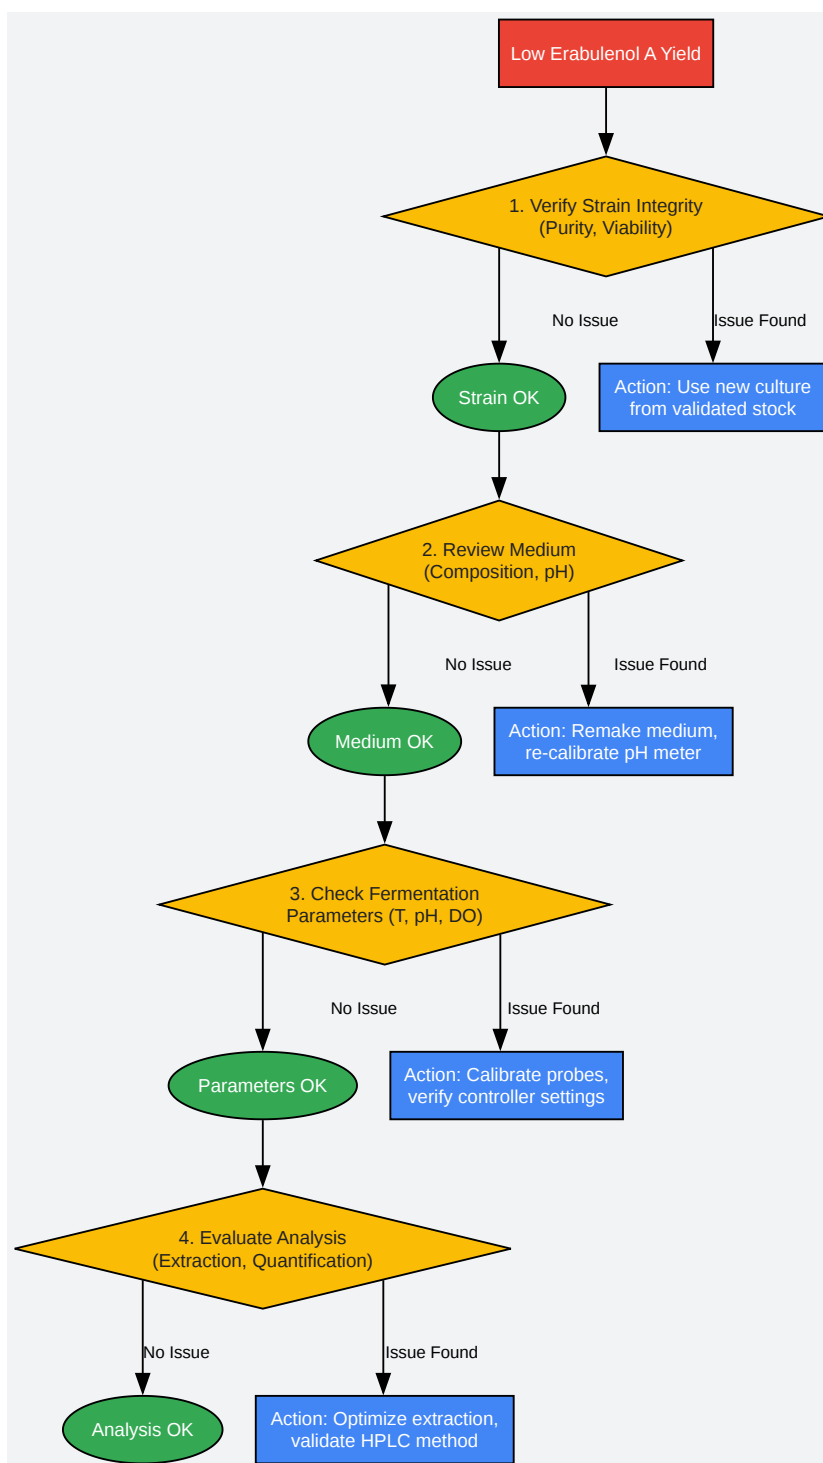 Low Erabulenol A Yield
1. Verify Strain Integrity
(Purity, Viability)
No Issue
Issue Found
Strain OK
Action: Use new culture
from validated stock
2. Review Medium
(Composition, pH)
No Issue
Issue Found
Medium OK
Action: Remake medium,
re-calibrate pH meter
3. Check Fermentation
Parameters (T, pH, DO)
No Issue
Issue Found
Parameters OK
Action: Calibrate probes,
verify controller settings
4. Evaluate Analysis
(Extraction, Quantification)
No Issue
Issue Found
Analysis OK
Action: Optimize extraction,
validate HPLC method